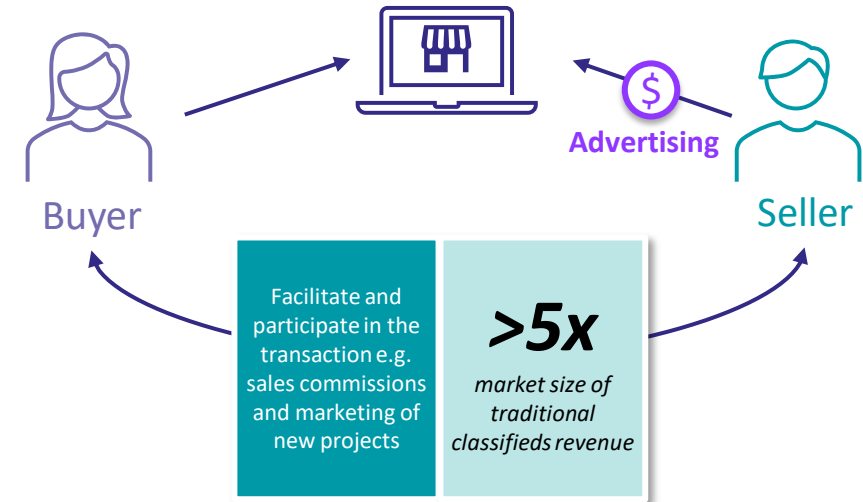 $
Advertising
Buyer
Seller
Facilitate and
participate in the
transaction e.g.
sales commissions
and marketing of
new projects
>5x
market size of
traditional
classifieds revenue